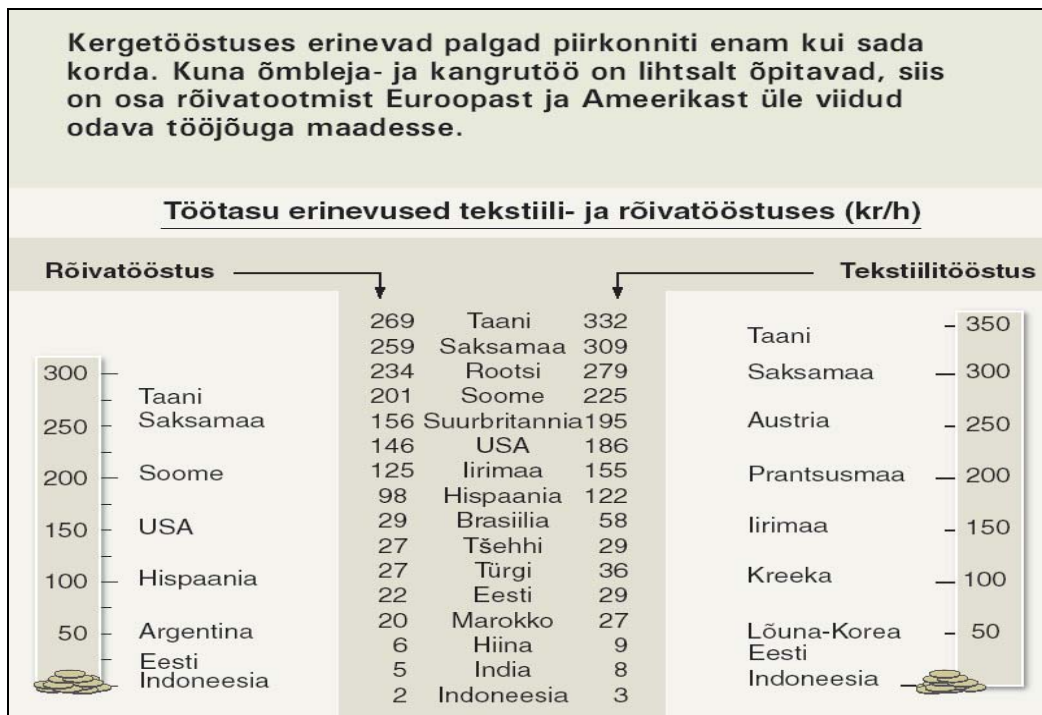 Kergetööstuses erinevad palgad piirkonniti enam kui sada
korda. Kuna õmbleja- ja kangrutöö on lihtsalt õpitavad, siis
on osa rõivatootmist Euroopast ja Ameerikast üle viidud
odava tööjõuga maadesse.
Töötasu erinevused tekstiili- ja rõivatööstuses (kr/h)
Rõivatööstus
Tekstiilitööstus
300
250
200
150
100
50
Taani
Saksamaa
Soome
USA
Hispaania
Argentina
Eesti
Indoneesia
269 Taani 332
259 Saksamaa 309
234 Rootsi 279
201 Soome 225
156 Suurbritannia 195
146 USA 186
125 Iirimaa 155
98 Hispaania 122
29 Brasiilia 58
27 Tšehhi 29
27 Türgi 36
22 Eesti 29
20 Marokko 27
6 Hiina 9
5 India 8
2 Indoneesia 3
Taani
Saksamaa
Austria
Prantsusmaa
Iirimaa
Kreeka
Lõuna-Korea
Eesti
Indoneesia
350
300
250
200
150
100
50